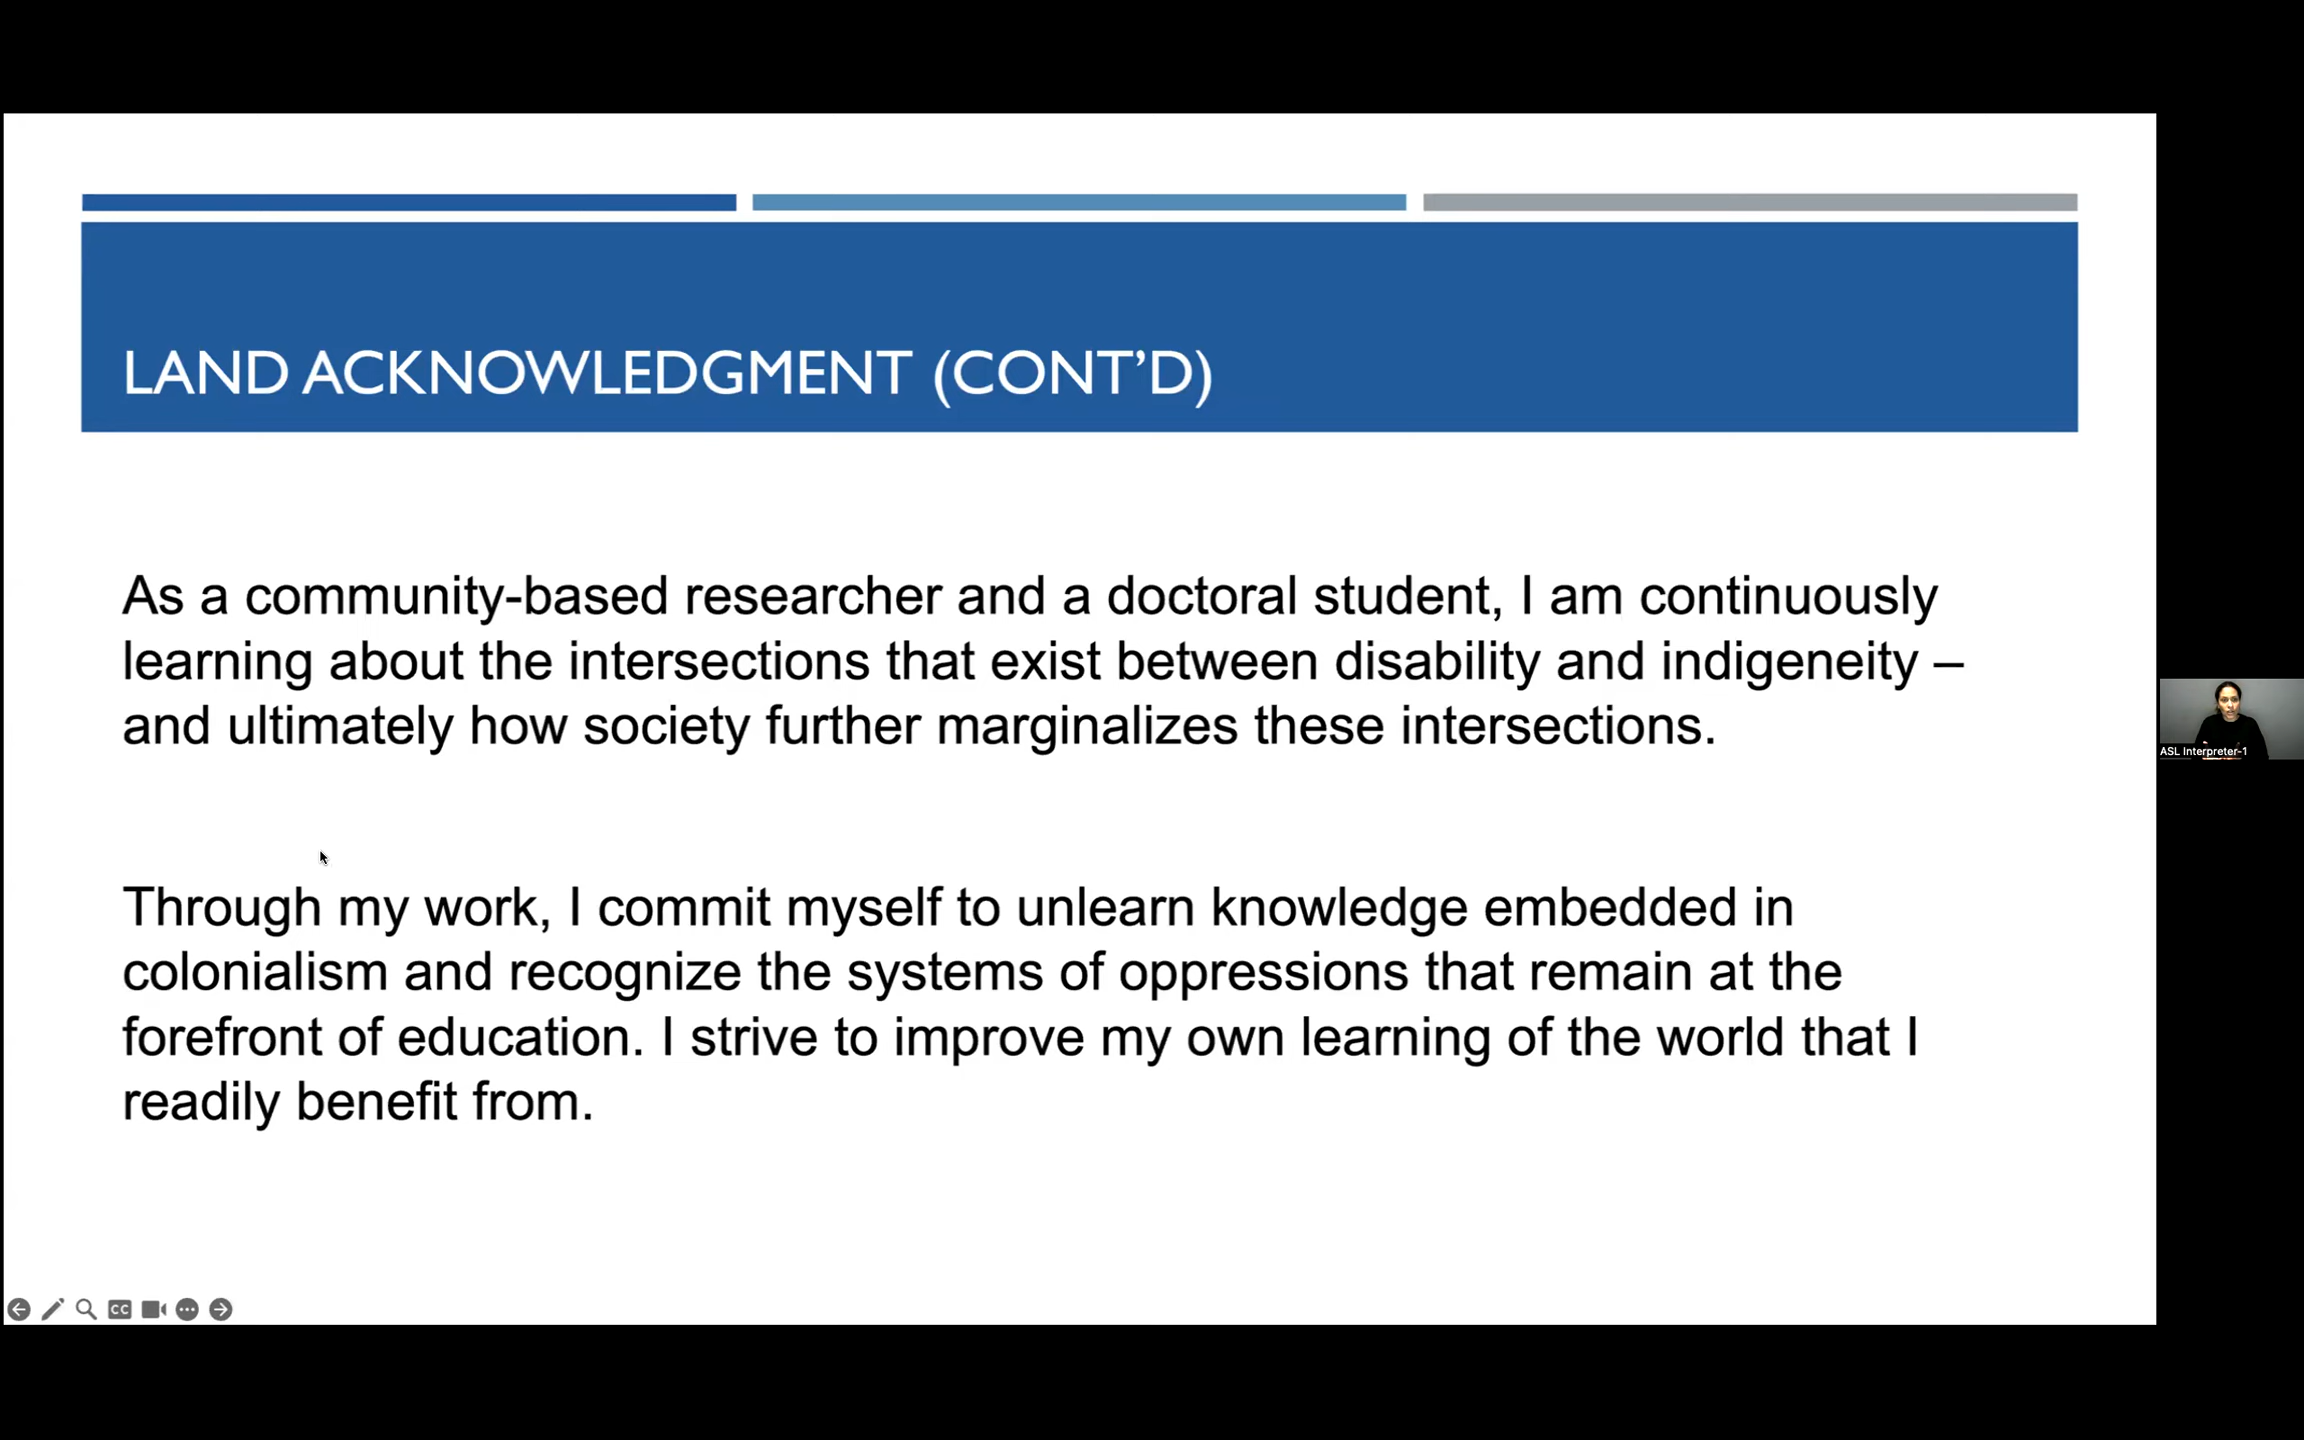 LAND ACKNOWLEDGMENT (CONT’D)
As a community-based researcher and a doctoral student, I am continuously
learning about the intersections that exist between disability and indigeneity –
and ultimately how society further marginalizes these intersections.
Through my work, I commit myself to unlearn knowledge embedded in
colonialism and recognize the systems of oppressions that remain at the
forefront of education. I strive to improve my own learning of the world that I
readily benefit from.
ASL Interpreter-1
CC